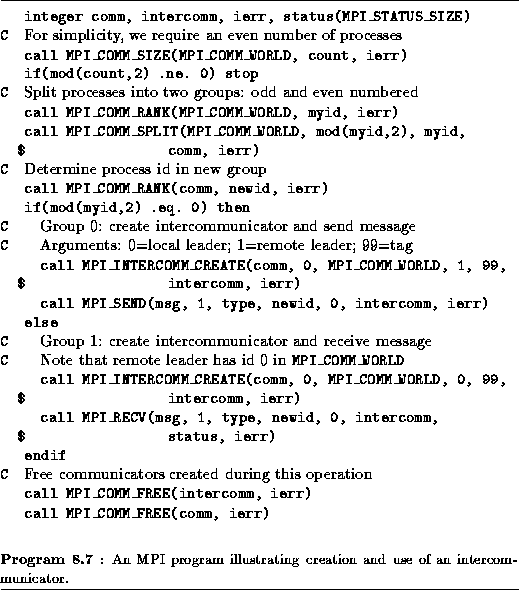 integer comm, intercomm, ierr, status(MPI_STATUS_SIZE)
C For simplicity, we require an even number of processes
call MPI_COMM_SIZE(MPI_COMM_WORLD, count, ierr)
if(mod(count,2) .ne. 0) stop
C Split processes into two groups: odd and even numbered
call MPI_COMM_RANK(MPI_COMM_WORLD, myid, ierr)
call MPI_COMM_SPLIT(MPI_COMM_WORLD, mod(myid,2), myid,
$ comm, ierr)
C Determine process id in new group
call MPI_COMM_RANK(comm, newid, ierr)
if(mod(myid,2) .eq. 0) then
C Group 0: create intercommunicator and send message
C Arguments: 0=local leader; 1=remote leader; 99=tag
call MPI_INTERCOMM_CREATE(comm, 0, MPI_COMM_WORLD, 1, 99,
$ intercomm, ierr)
call MPI_SEND(msg, 1, type, newid, 0, intercomm, ierr)
else
C Group 1: create intercommunicator and receive message
C Note that remote leader has id 0 in MPI_COMM_WORLD
call MPI_INTERCOMM_CREATE(comm, 0, MPI_COMM_WORLD, 0, 99,
$ intercomm, ierr)
call MPI_RECV(msg, 1, type, newid, 0, intercomm,
$ status, ierr)
endif
C Free communicators created during this operation
call MPI_COMM_FREE(intercomm, ierr)
call MPI_COMM_FREE(comm, ierr)
Program 8.7 : An MPI program illustrating creation and use of an intercom-
municator.